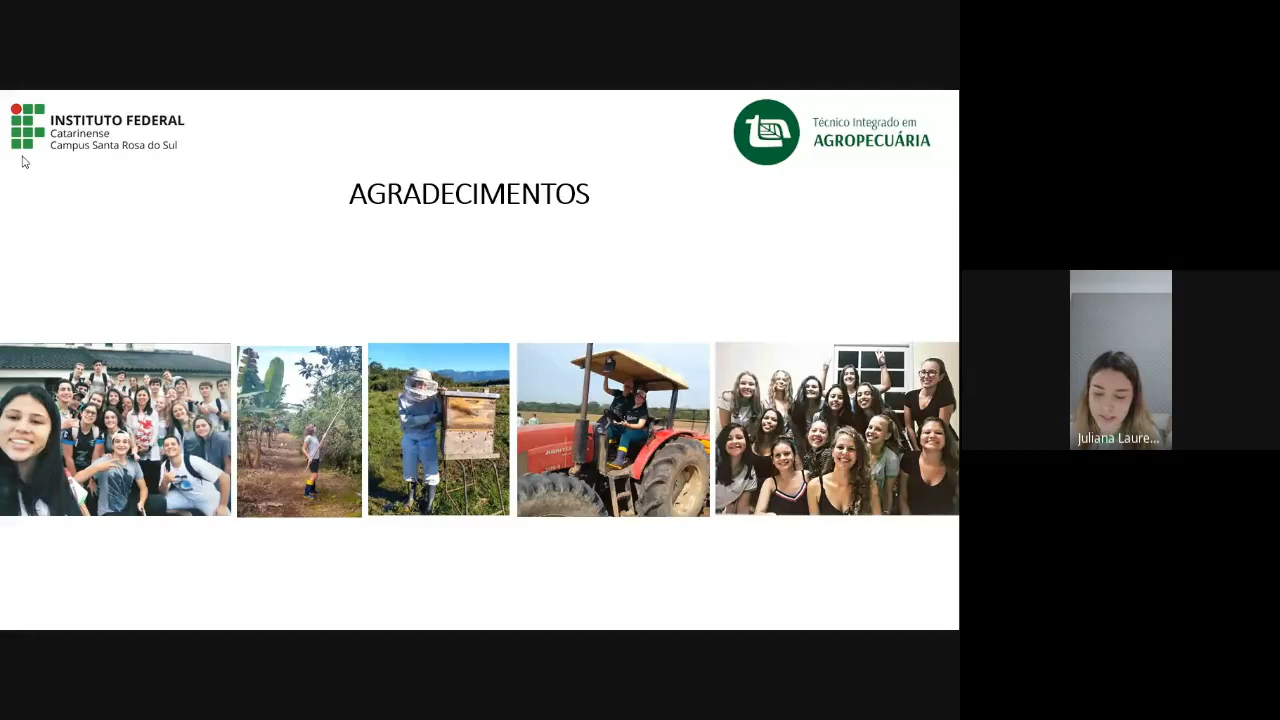 INSTITUTO FEDERAL
Catarinense
Campus Santa Rosa do Sul
Técnico Integrado em
AGROPECUÁRIA
AGRADECIMENTOS
Juliana Laure...